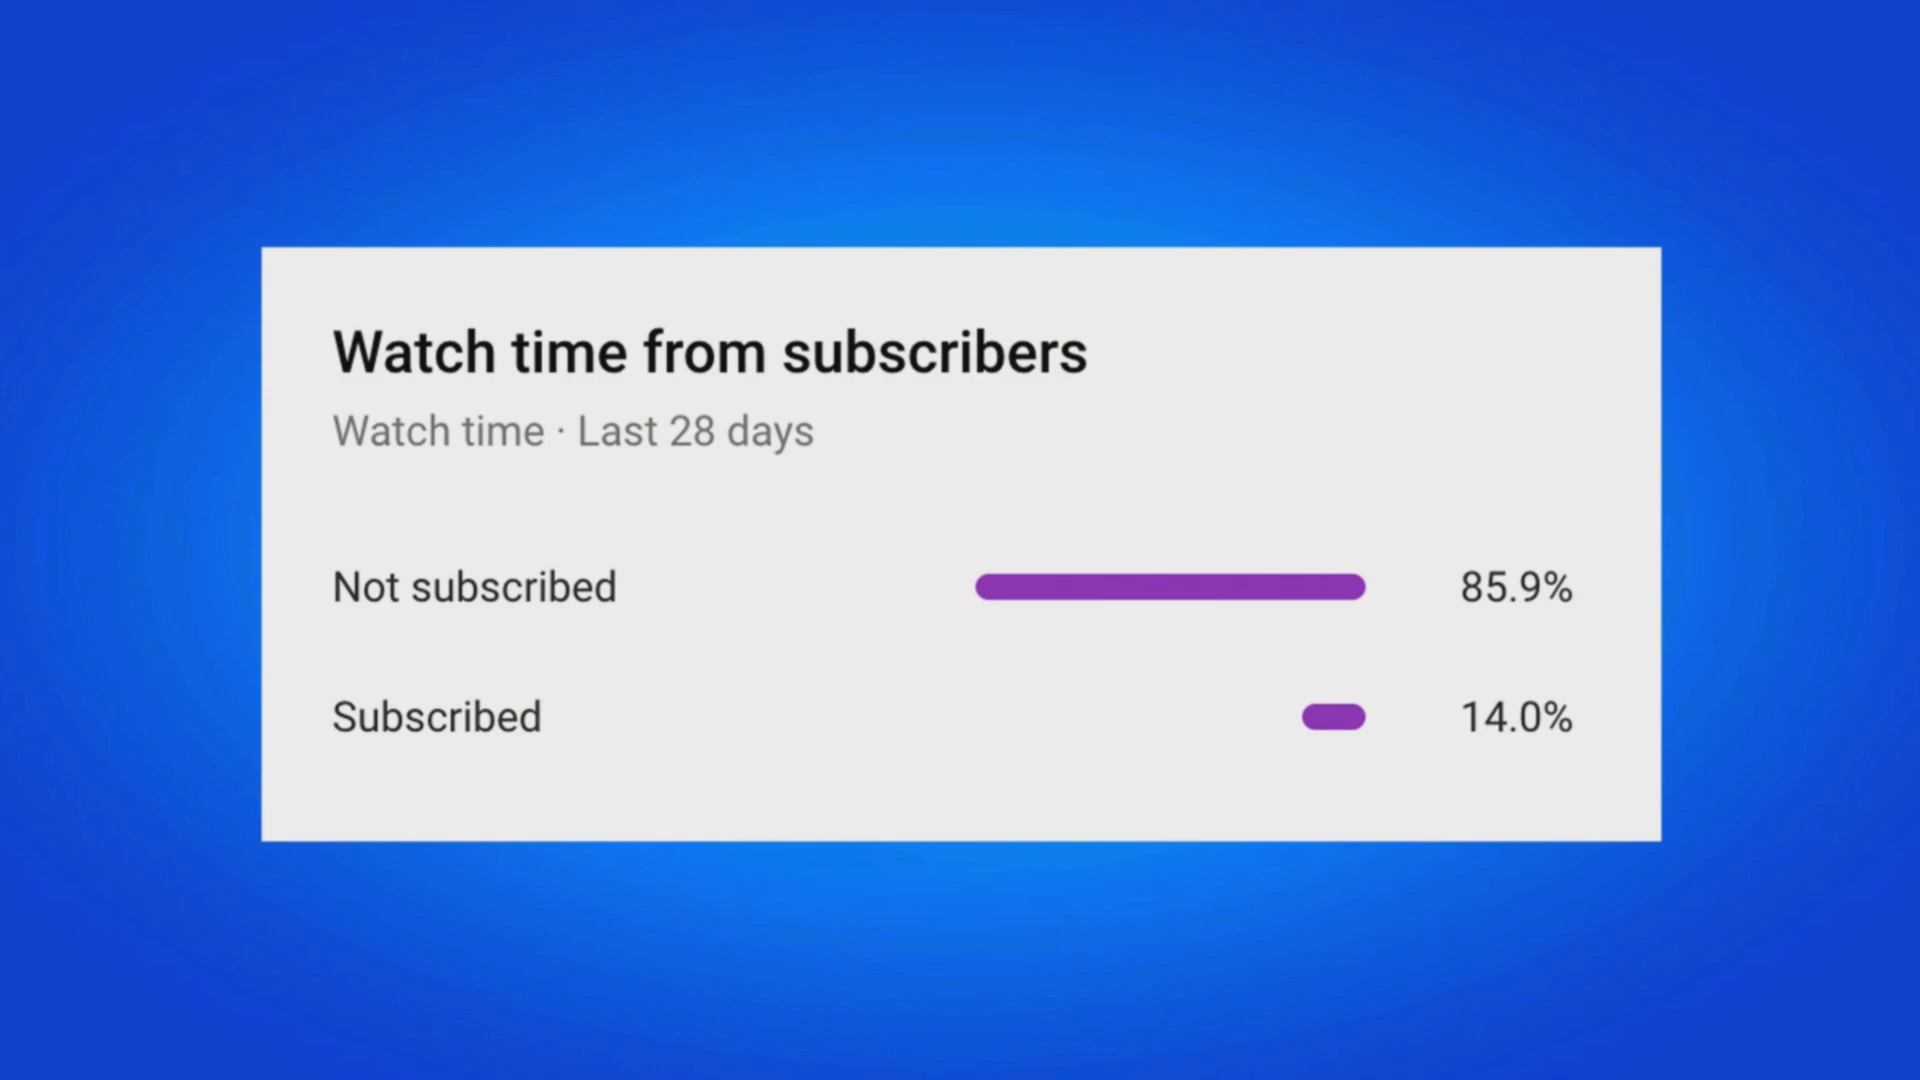 Watch time from subscribers
Watch time · Last 28 days
Not subscribed 85.9%
Subscribed 14.0%